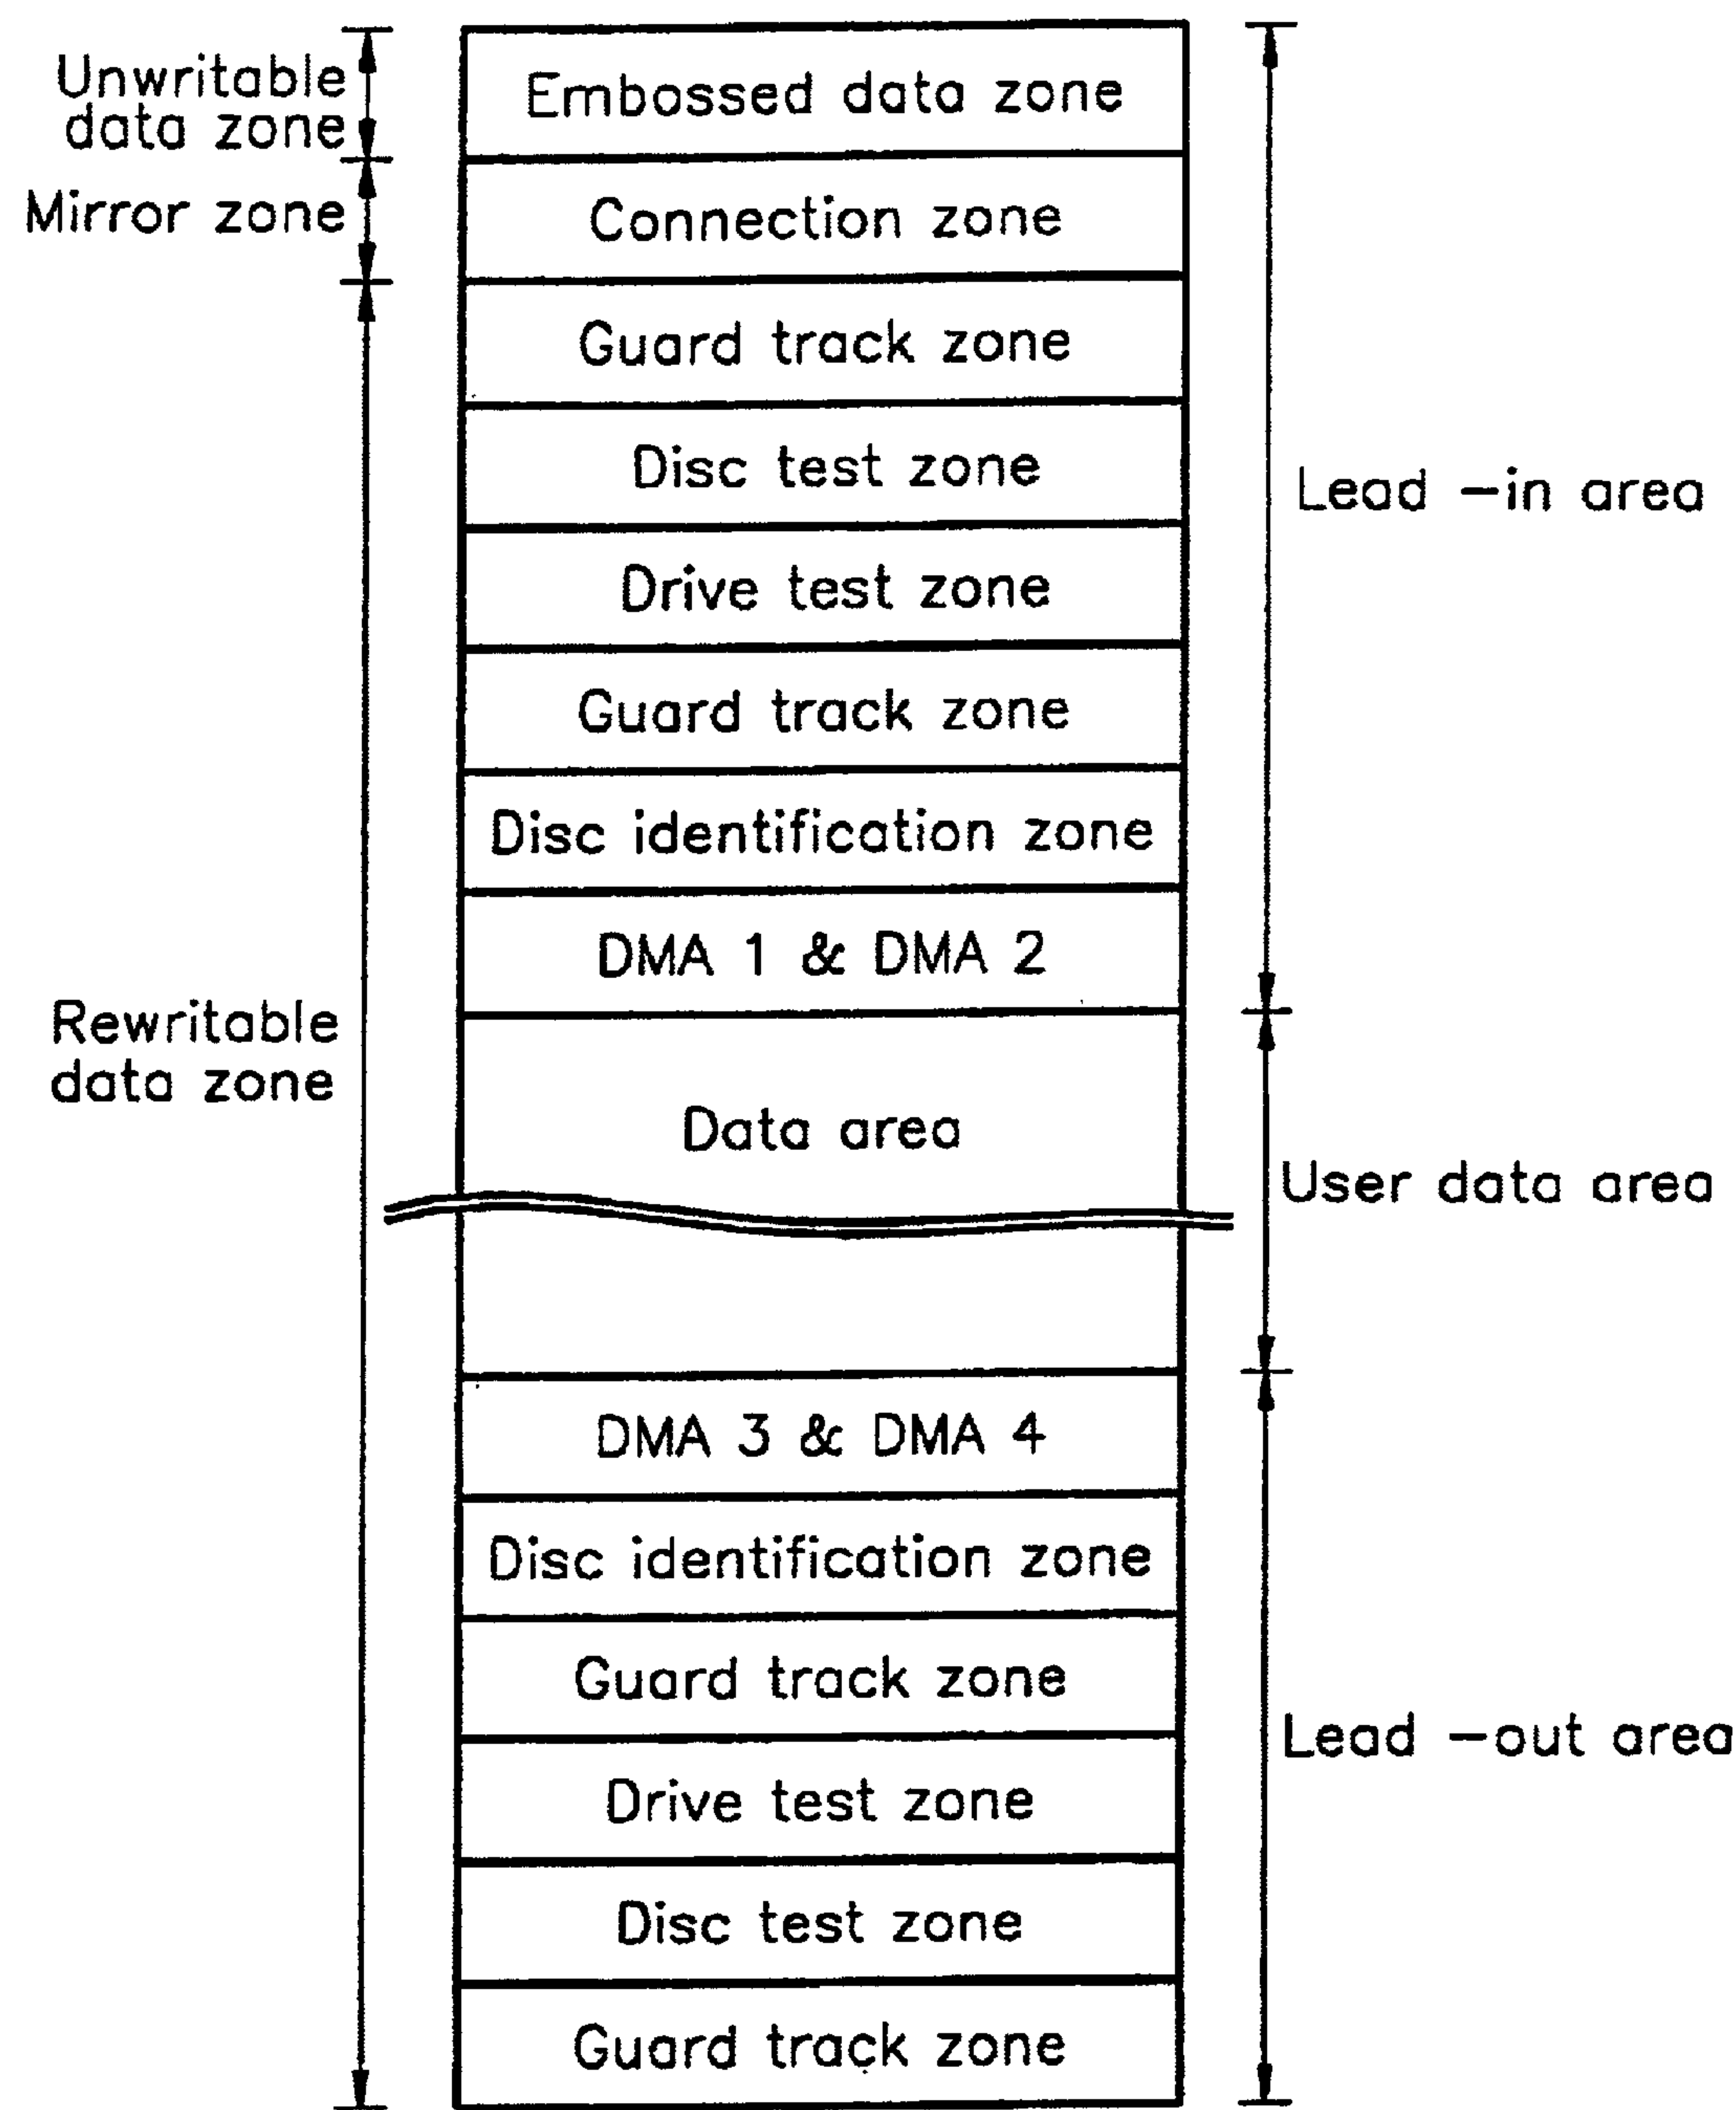 Unwritable
data zone
Embossed data zone
Mirror zone
Connection zone
Guard track zone
Disc test zone
Lead -in area
Drive test zone
Guard track zone
Disc identification zone
DMA 1 & DMA 2
Rewritable
data zone
Data area
User data area
DMA 3 & DMA 4
Disc identification zone
Guard track zone
Lead -out area
Drive test zone
Disc test zone
Guard track zone